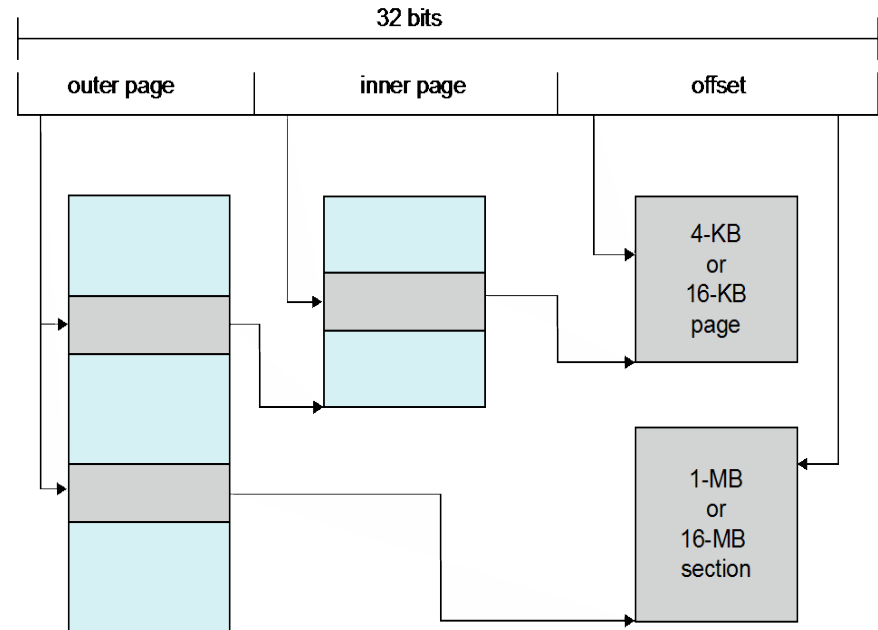 32 bits
outer page
inner page
offset
4-KB
or
16-KB
page
1-MB
or
16-MB
section